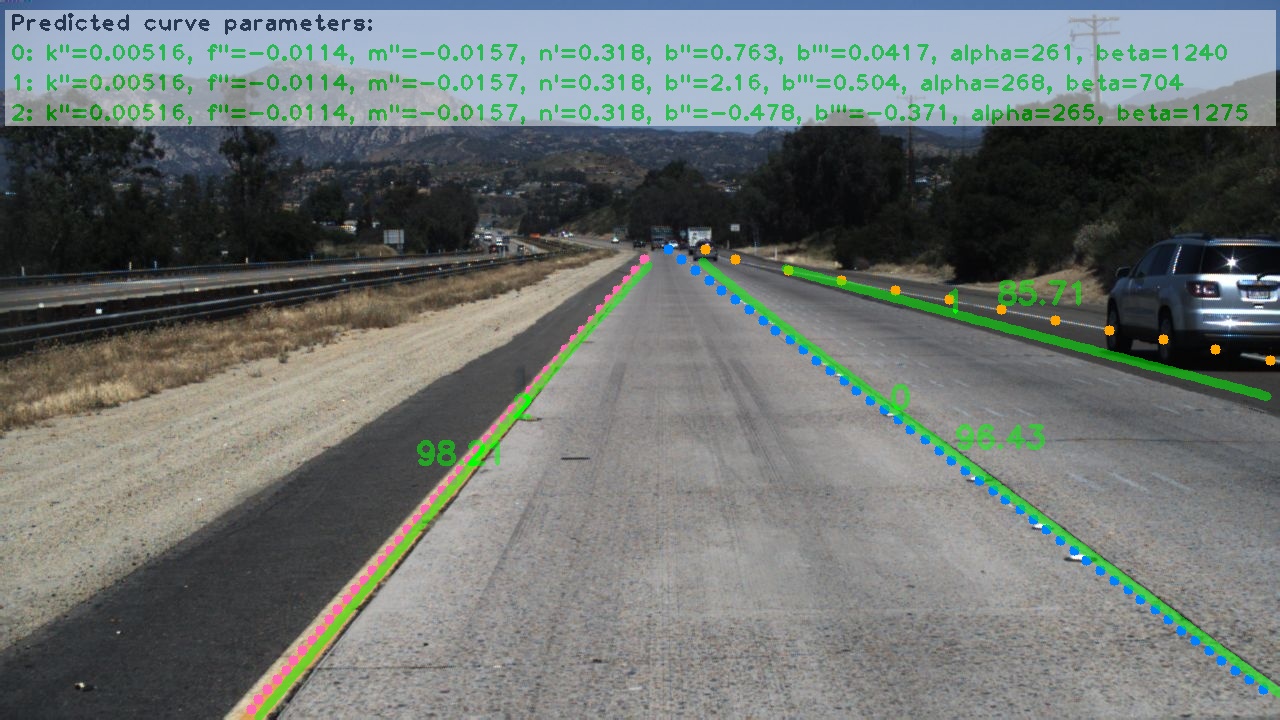 Predicted curve parameters:
0: k''=0.00516, f''=-0.0114, m''=-0.0157, n'=0.318, b''=0.763, b'''=0.0417, alpha=261, beta=1240
1: k''=0.00516, f''=-0.0114, m''=-0.0157, n'=0.318, b''=2.16, b'''=0.504, alpha=268, beta=704
2: k''=0.00516, f''=-0.0114, m''=-0.0157, n'=0.318, b''=-0.478, b'''=-0.371, alpha=265, beta=1275
1 85.71
0
96.43
98.21